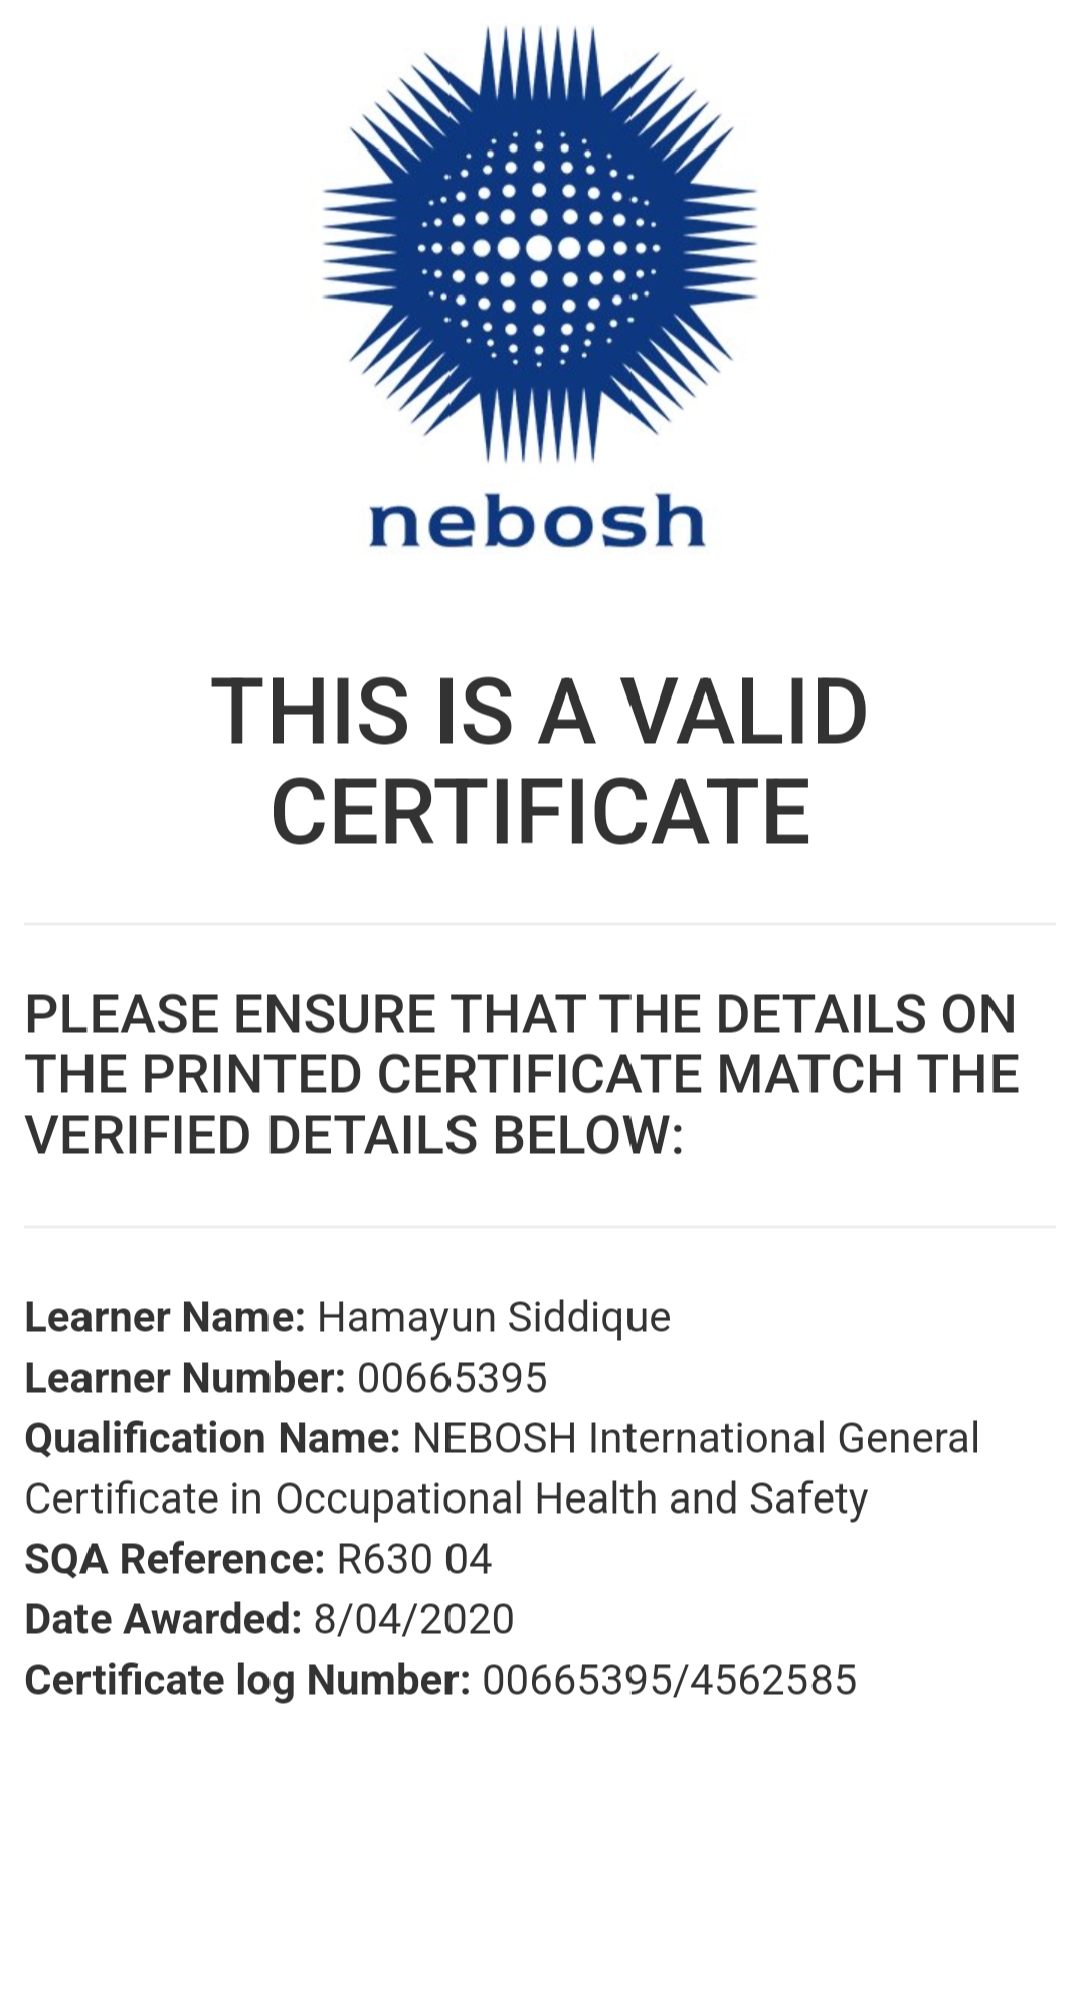 nebosh
THIS IS A VALID
CERTIFICATE
PLEASE ENSURE THAT THE DETAILS ON
THE PRINTED CERTIFICATE MATCH THE
VERIFIED DETAILS BELOW:
Learner Name: Hamayun Siddique
Learner Number: 00665395
Qualification Name: NEBOSH International General
Certificate in Occupational Health and Safety
SQA Reference: R630 04
Date Awarded: 8/04/2020
Certificate log Number: 00665395/4562585